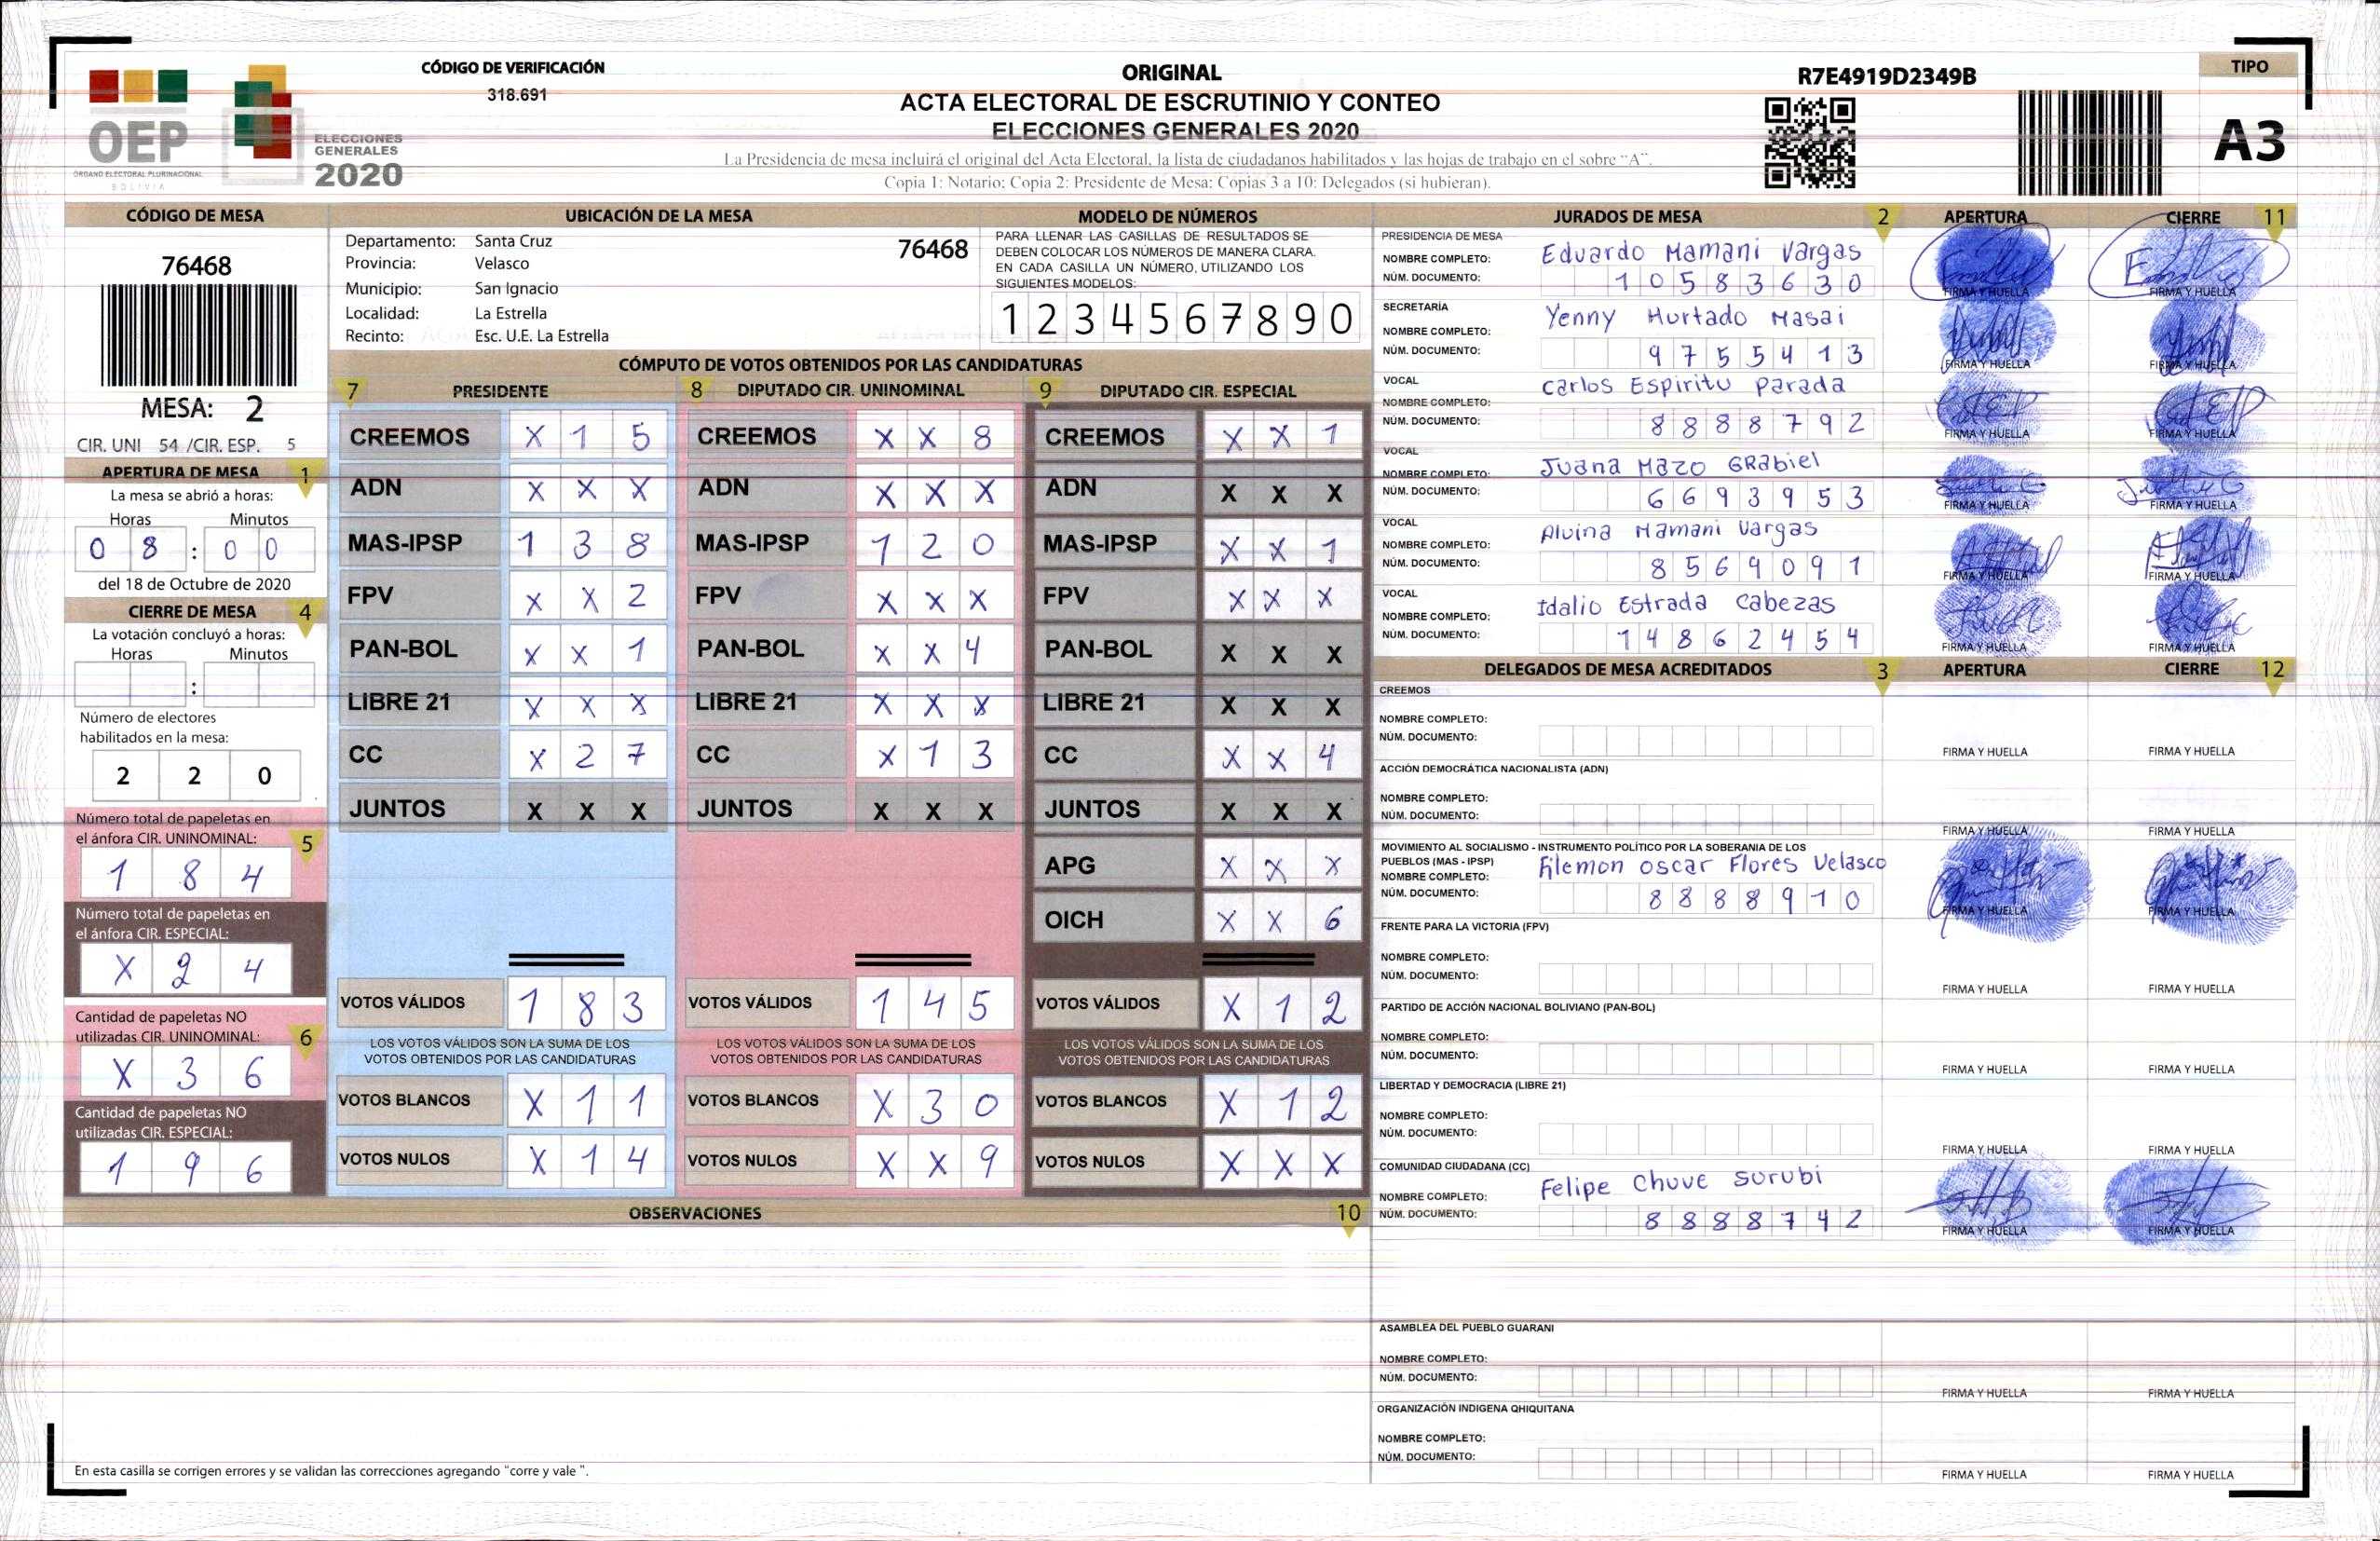 CÓDIGO DE VERIFICACIÓN
318.691
ORIGINAL
ACTA ELECTORAL DE ESCRUTINIO Y CONTEO
ELECCIONES GENERALES 2020
La Presidencia de mesa incluirá el original del Acta Electoral, la lista de ciudadanos habilitados y las hojas de trabajo en el sobre "A".
Copia 1: Notario; Copia 2: Presidente de Mesa; Copias 3 a 10: Delegados (si hubieran).
R7E4919D2349B
TIPO
A3
OEP
ÓRGANO ELECTORAL PLURINACIONAL
BOLIVIA
ELECCIONES
GENERALES
2020
CÓDIGO DE MESA
76468
MESA: 2
CIR. UNI 54 /CIR. ESP. 5
APERTURA DE MESA 1
La mesa se abrió a horas:
Horas Minutos
0 8 : 0 0
del 18 de Octubre de 2020
CIERRE DE MESA 4
La votación concluyó a horas:
Horas Minutos
:
Número de electores
habilitados en la mesa:
2 2 0
Número total de papeletas en
el ánfora CIR. UNINOMINAL: 5
1 8 4
Número total de papeletas en
el ánfora CIR. ESPECIAL:
X 2 4
Cantidad de papeletas NO
utilizadas CIR. UNINOMINAL: 6
X 3 6
Cantidad de papeletas NO
utilizadas CIR. ESPECIAL:
1 9 6
UBICACIÓN DE LA MESA
Departamento: Santa Cruz
76468
Provincia: Velasco
Municipio: San Ignacio
Localidad: La Estrella
Recinto: Esc. U.E. La Estrella
MODELO DE NÚMEROS
PARA LLENAR LAS CASILLAS DE RESULTADOS SE
DEBEN COLOCAR LOS NÚMEROS DE MANERA CLARA.
EN CADA CASILLA UN NÚMERO, UTILIZANDO LOS
SIGUIENTES MODELOS:
1 2 3 4 5 6 7 8 9 0
CÓMPUTO DE VOTOS OBTENIDOS POR LAS CANDIDATURAS
7 PRESIDENTE
CREEMOS X 1 5
ADN X X X
MAS-IPSP 1 3 8
FPV X X 2
PAN-BOL X X 1
LIBRE 21 X X X
CC X 2 7
JUNTOS X X X
VOTOS VÁLIDOS 1 8 3
LOS VOTOS VÁLIDOS SON LA SUMA DE LOS
VOTOS OBTENIDOS POR LAS CANDIDATURAS
VOTOS BLANCOS X 1 1
VOTOS NULOS X 1 4
8 DIPUTADO CIR. UNINOMINAL
CREEMOS X X 8
ADN X X X
MAS-IPSP 1 2 0
FPV X X X
PAN-BOL X X 4
LIBRE 21 X X X
CC X 1 3
JUNTOS X X X
VOTOS VÁLIDOS 1 4 5
LOS VOTOS VÁLIDOS SON LA SUMA DE LOS
VOTOS OBTENIDOS POR LAS CANDIDATURAS
VOTOS BLANCOS X 3 0
VOTOS NULOS X X 9
9 DIPUTADO CIR. ESPECIAL
CREEMOS X X 1
ADN X X X
MAS-IPSP X X 1
FPV X X X
PAN-BOL X X X
LIBRE 21 X X X
CC X X 4
JUNTOS X X X
APG X X X
OICH X X 6
VOTOS VÁLIDOS X 1 2
LOS VOTOS VÁLIDOS SON LA SUMA DE LOS
VOTOS OBTENIDOS POR LAS CANDIDATURAS
VOTOS BLANCOS X 1 2
VOTOS NULOS X X X
OBSERVACIONES 10
En esta casilla se corrigen errores y se validan las correcciones agregando "corre y vale ".
JURADOS DE MESA 2 APERTURA CIERRE 11
PRESIDENCIA DE MESA
NOMBRE COMPLETO: Eduardo Mamani Vargas
NÚM. DOCUMENTO: 1 0 5 8 3 6 3 0
FIRMA Y HUELLA FIRMA Y HUELLA
SECRETARÍA
NOMBRE COMPLETO: Yenny Hurtado Masai
NÚM. DOCUMENTO: 9 7 5 5 4 1 3
FIRMA Y HUELLA FIRMA Y HUELLA
VOCAL
NOMBRE COMPLETO: Carlos Espiritu Parada
NÚM. DOCUMENTO: 8 8 8 8 7 9 2
FIRMA Y HUELLA FIRMA Y HUELLA
VOCAL
NOMBRE COMPLETO: Juana Mazo GRabiel
NÚM. DOCUMENTO: 6 6 9 3 9 5 3
FIRMA Y HUELLA FIRMA Y HUELLA
VOCAL
NOMBRE COMPLETO: Alvina Mamani Vargas
NÚM. DOCUMENTO: 8 5 6 9 0 9 1
FIRMA Y HUELLA FIRMA Y HUELLA
VOCAL
NOMBRE COMPLETO: Idalio Estrada Cabezas
NÚM. DOCUMENTO: 1 4 8 6 2 4 5 4
FIRMA Y HUELLA FIRMA Y HUELLA
DELEGADOS DE MESA ACREDITADOS 3 APERTURA CIERRE 12
CREEMOS
NOMBRE COMPLETO:
NÚM. DOCUMENTO:
FIRMA Y HUELLA FIRMA Y HUELLA
ACCIÓN DEMOCRÁTICA NACIONALISTA (ADN)
NOMBRE COMPLETO:
NÚM. DOCUMENTO:
FIRMA Y HUELLA FIRMA Y HUELLA
MOVIMIENTO AL SOCIALISMO - INSTRUMENTO POLÍTICO POR LA SOBERANIA DE LOS
PUEBLOS (MAS - IPSP)
NOMBRE COMPLETO: Filemon oscar Flores Velasco
NÚM. DOCUMENTO: 8 8 8 8 9 1 0
FIRMA Y HUELLA FIRMA Y HUELLA
FRENTE PARA LA VICTORIA (FPV)
NOMBRE COMPLETO:
NÚM. DOCUMENTO:
FIRMA Y HUELLA FIRMA Y HUELLA
PARTIDO DE ACCIÓN NACIONAL BOLIVIANO (PAN-BOL)
NOMBRE COMPLETO:
NÚM. DOCUMENTO:
FIRMA Y HUELLA FIRMA Y HUELLA
LIBERTAD Y DEMOCRACIA (LIBRE 21)
NOMBRE COMPLETO:
NÚM. DOCUMENTO:
FIRMA Y HUELLA FIRMA Y HUELLA
COMUNIDAD CIUDADANA (CC)
NOMBRE COMPLETO: Felipe Chuve Surubi
NÚM. DOCUMENTO: 8 8 8 8 7 4 2
FIRMA Y HUELLA FIRMA Y HUELLA
ASAMBLEA DEL PUEBLO GUARANI
NOMBRE COMPLETO:
NÚM. DOCUMENTO:
FIRMA Y HUELLA FIRMA Y HUELLA
ORGANIZACIÓN INDIGENA QHIQUITANA
NOMBRE COMPLETO:
NÚM. DOCUMENTO:
FIRMA Y HUELLA FIRMA Y HUELLA